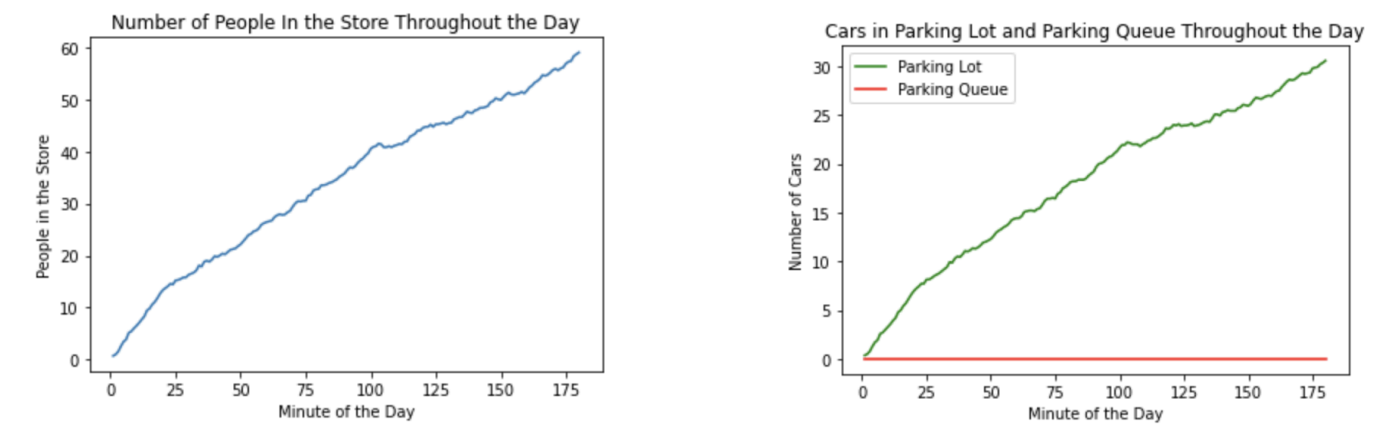 Number of People In the Store Throughout the Day
People in the Store
60
50
40
30
20
10
0
0 25 50 75 100 125 150 175
Minute of the Day
Cars in Parking Lot and Parking Queue Throughout the Day
Parking Lot
Parking Queue
Number of Cars
30
25
20
15
10
5
0
0 25 50 75 100 125 150 175
Minute of the Day